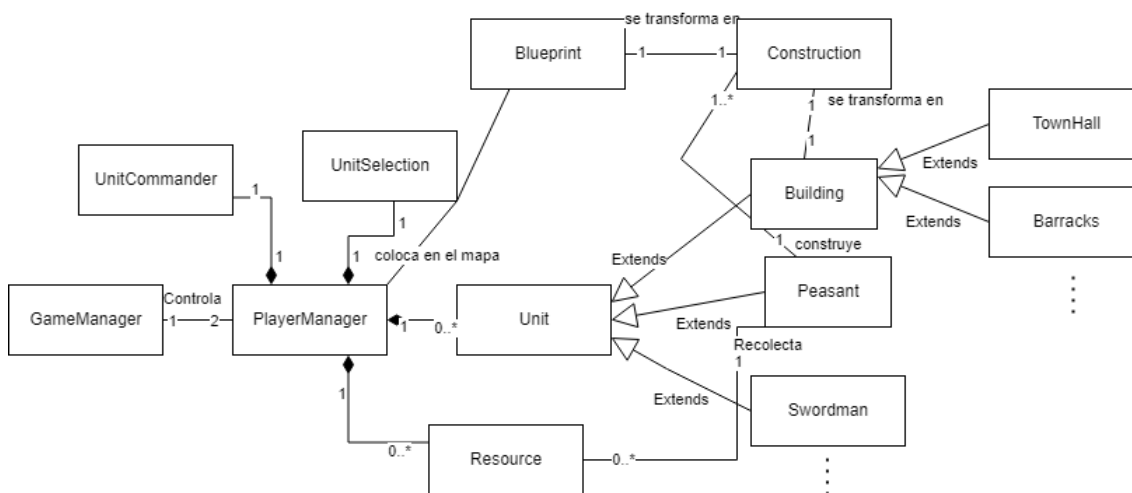 se transforma en
Blueprint
1
1
Construction
1..*
1
se transforma en
1
TownHall
Extends
UnitCommander
1
UnitSelection
1
Building
Extends
Barracks
1
1
coloca en el mapa
1
construye
Extends
Controla
GameManager
1
2
PlayerManager
1
0..*
Unit
Peasant
Extends
Recolecta
1
1
Extends
Swordman
0..*
Resource
0..*